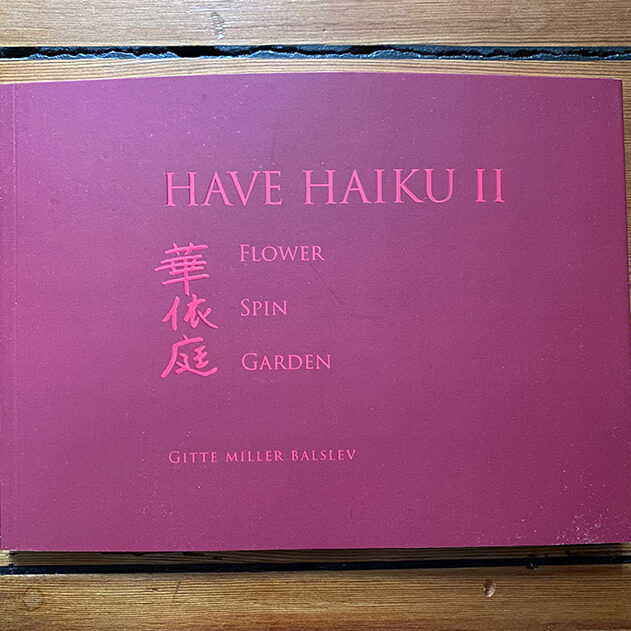 HAVE HAIKU II
華 FLOWER
依 SPIN
庭 GARDEN
GITTE MILLER BALSLEV